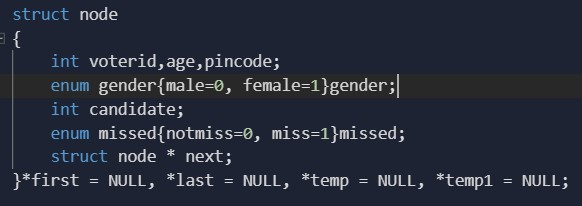 struct node
{
int voterid,age,pincode;
enum gender{male=0, female=1}gender;
int candidate;
enum missed{notmiss=0, miss=1}missed;
struct node * next;
}*first = NULL, *last = NULL, *temp = NULL, *temp1 = NULL;